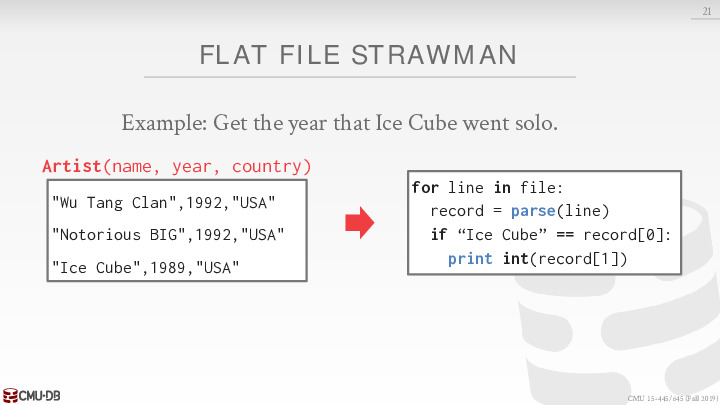 21
FLAT FILE STRAWMAN
Example: Get the year that Ice Cube went solo.
Artist(name, year, country)
"Wu Tang Clan",1992,"USA"
"Notorious BIG",1992,"USA"
"Ice Cube",1989,"USA"
for line in file:
record = parse(line)
if “Ice Cube” == record[0]:
print int(record[1])
CMU·DB
CMU 15-445/645 (Fall 2019)